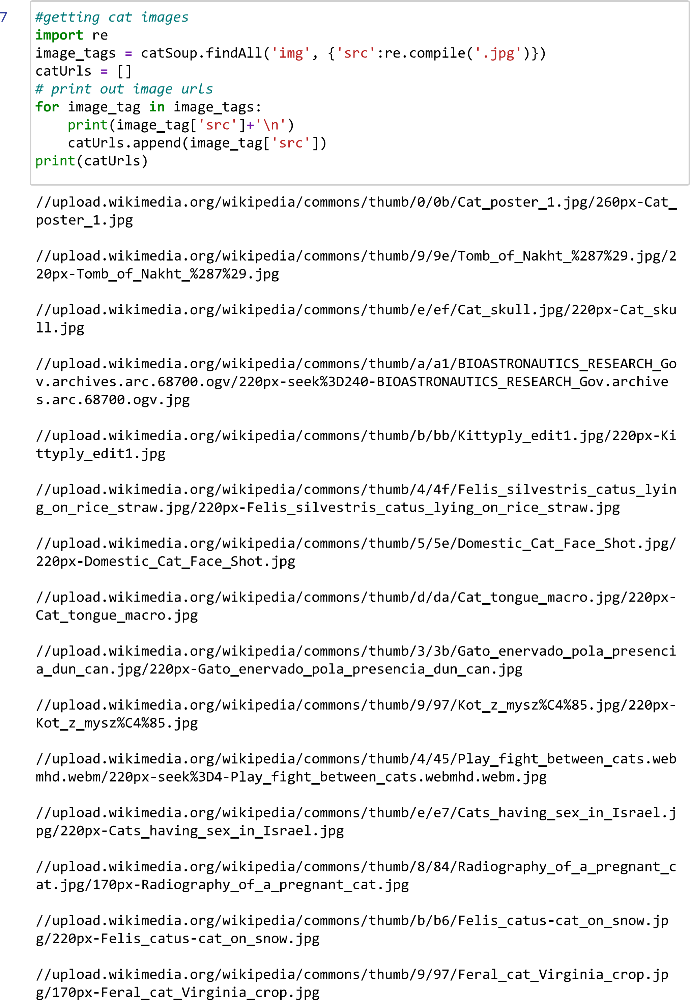 7
#getting cat images
import re
image_tags = catSoup.findAll('img', {'src':re.compile('.jpg')})
catUrls = []
# print out image urls
for image_tag in image_tags:
    print(image_tag['src']+'\n')
    catUrls.append(image_tag['src'])
print(catUrls)
//upload.wikimedia.org/wikipedia/commons/thumb/0/0b/Cat_poster_1.jpg/260px-Cat_
poster_1.jpg
//upload.wikimedia.org/wikipedia/commons/thumb/9/9e/Tomb_of_Nakht_%287%29.jpg/2
20px-Tomb_of_Nakht_%287%29.jpg
//upload.wikimedia.org/wikipedia/commons/thumb/e/ef/Cat_skull.jpg/220px-Cat_sku
ll.jpg
//upload.wikimedia.org/wikipedia/commons/thumb/a/a1/BIOASTRONAUTICS_RESEARCH_Go
v.archives.arc.68700.ogv/220px-seek%3D240-BIOASTRONAUTICS_RESEARCH_Gov.archive
s.arc.68700.ogv.jpg
//upload.wikimedia.org/wikipedia/commons/thumb/b/bb/Kittyply_edit1.jpg/220px-Ki
ttyply_edit1.jpg
//upload.wikimedia.org/wikipedia/commons/thumb/4/4f/Felis_silvestris_catus_lyin
g_on_rice_straw.jpg/220px-Felis_silvestris_catus_lying_on_rice_straw.jpg
//upload.wikimedia.org/wikipedia/commons/thumb/5/5e/Domestic_Cat_Face_Shot.jpg/
220px-Domestic_Cat_Face_Shot.jpg
//upload.wikimedia.org/wikipedia/commons/thumb/d/da/Cat_tongue_macro.jpg/220px-
Cat_tongue_macro.jpg
//upload.wikimedia.org/wikipedia/commons/thumb/3/3b/Gato_enervado_pola_presenci
a_dun_can.jpg/220px-Gato_enervado_pola_presencia_dun_can.jpg
//upload.wikimedia.org/wikipedia/commons/thumb/9/97/Kot_z_mysz%C4%85.jpg/220px-
Kot_z_mysz%C4%85.jpg
//upload.wikimedia.org/wikipedia/commons/thumb/4/45/Play_fight_between_cats.web
mhd.webm/220px-seek%3D4-Play_fight_between_cats.webmhd.webm.jpg
//upload.wikimedia.org/wikipedia/commons/thumb/e/e7/Cats_having_sex_in_Israel.j
pg/220px-Cats_having_sex_in_Israel.jpg
//upload.wikimedia.org/wikipedia/commons/thumb/8/84/Radiography_of_a_pregnant_c
at.jpg/170px-Radiography_of_a_pregnant_cat.jpg
//upload.wikimedia.org/wikipedia/commons/thumb/b/b6/Felis_catus-cat_on_snow.jp
g/220px-Felis_catus-cat_on_snow.jpg
//upload.wikimedia.org/wikipedia/commons/thumb/9/97/Feral_cat_Virginia_crop.jp
g/170px-Feral_cat_Virginia_crop.jpg